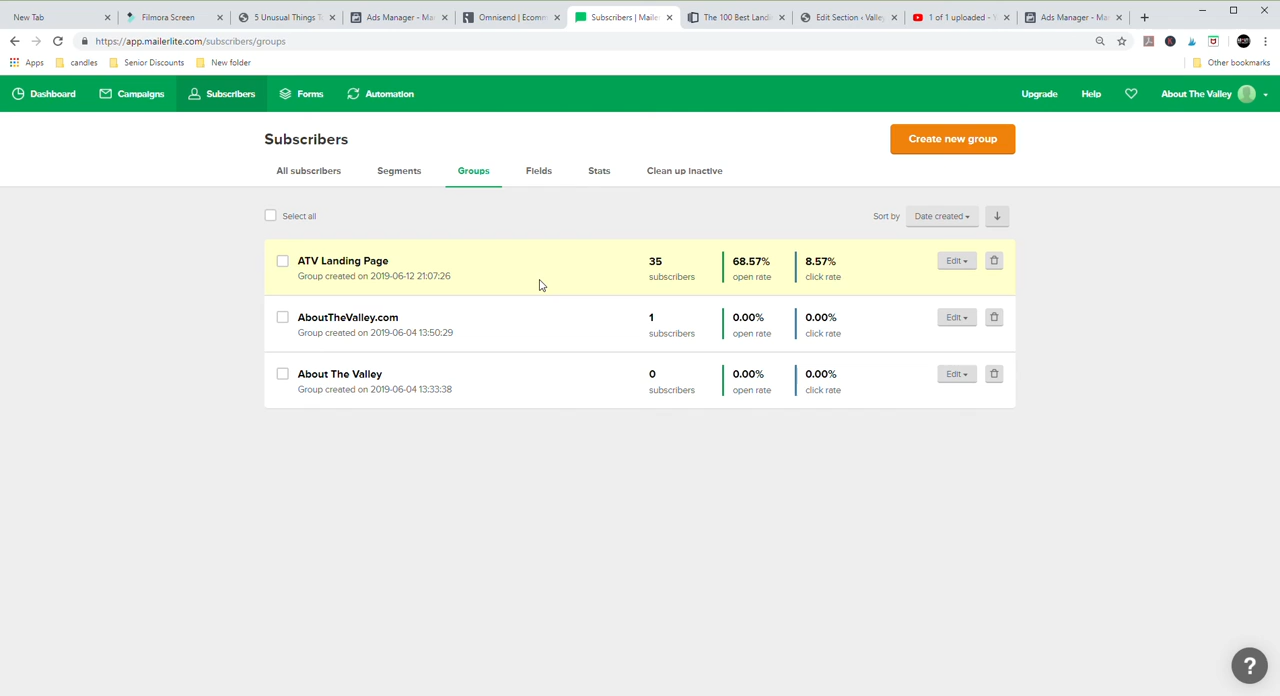 New Tab
Filmora Screen
5 Unusual Things T
Ads Manager - Ma
Omnisend | Ecomm
Subscribers | Maile
The 100 Best Landi
Edit Section ‹ Valley
1 of 1 uploaded - Y
Ads Manager - Ma
https://app.mailerlite.com/subscribers/groups
Apps
candles
Senior Discounts
New folder
Other bookmarks
Dashboard
Campaigns
Subscribers
Forms
Automation
Upgrade
Help
About The Valley
Subscribers
Create new group
All subscribers
Segments
Groups
Fields
Stats
Clean up inactive
Select all
Sort by
Date created
ATV Landing Page
35
68.57%
8.57%
Edit
Group created on 2019-06-12 21:07:26
subscribers
open rate
click rate
AboutTheValley.com
1
0.00%
0.00%
Edit
Group created on 2019-06-04 13:50:29
subscribers
open rate
click rate
About The Valley
0
0.00%
0.00%
Edit
Group created on 2019-06-04 13:33:38
subscribers
open rate
click rate
?